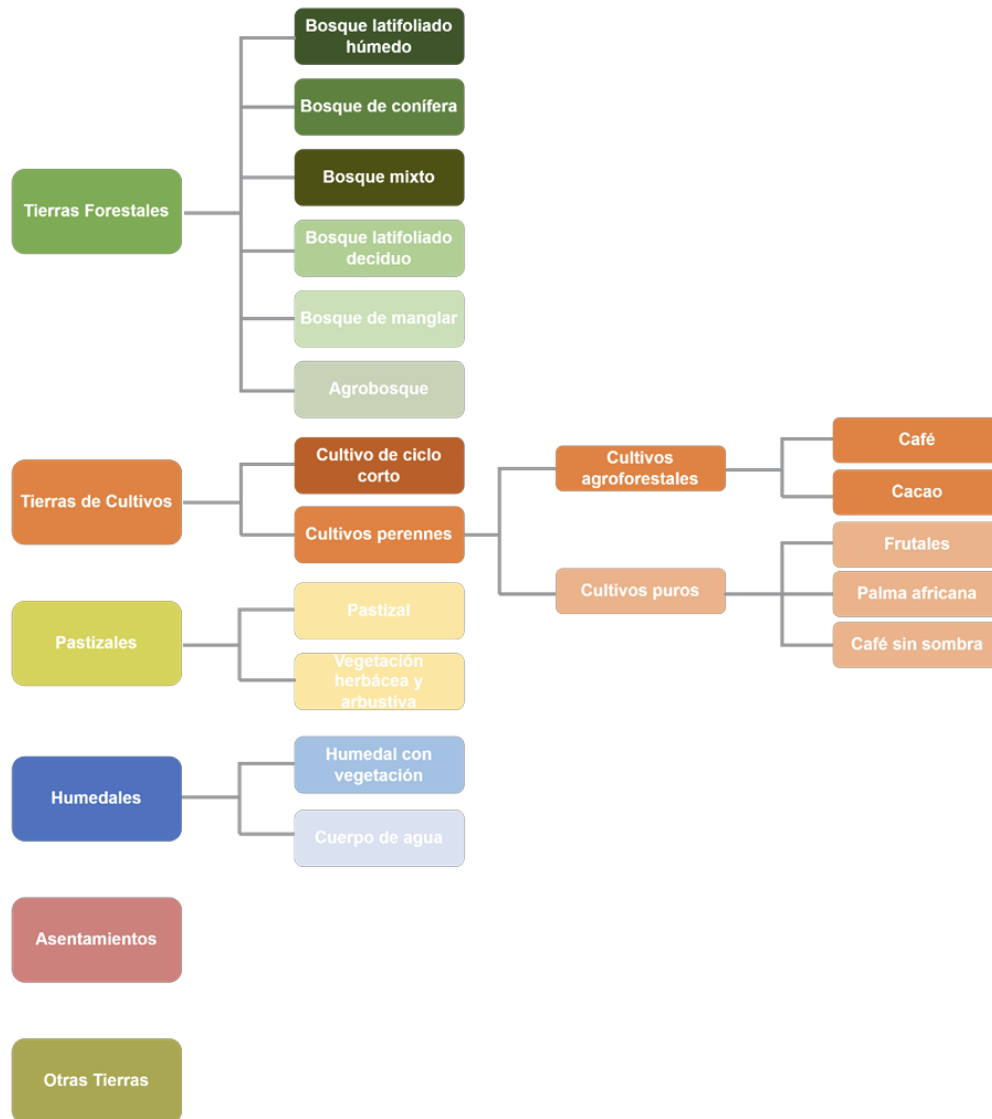 Bosque latifoliado
húmedo
Bosque de conífera
Bosque mixto
Tierras Forestales
Bosque latifoliado
deciduo
Bosque de manglar
Agrobosque
Tierras de Cultivos
Cultivo de ciclo
corto
Cultivos perennes
Cultivos
agroforestales
Café
Cacao
Cultivos puros
Frutales
Palma africana
Café sin sombra
Pastizales
Pastizal
Vegetación
herbácea y
arbustiva
Humedales
Humedal con
vegetación
Cuerpo de agua
Asentamientos
Otras Tierras